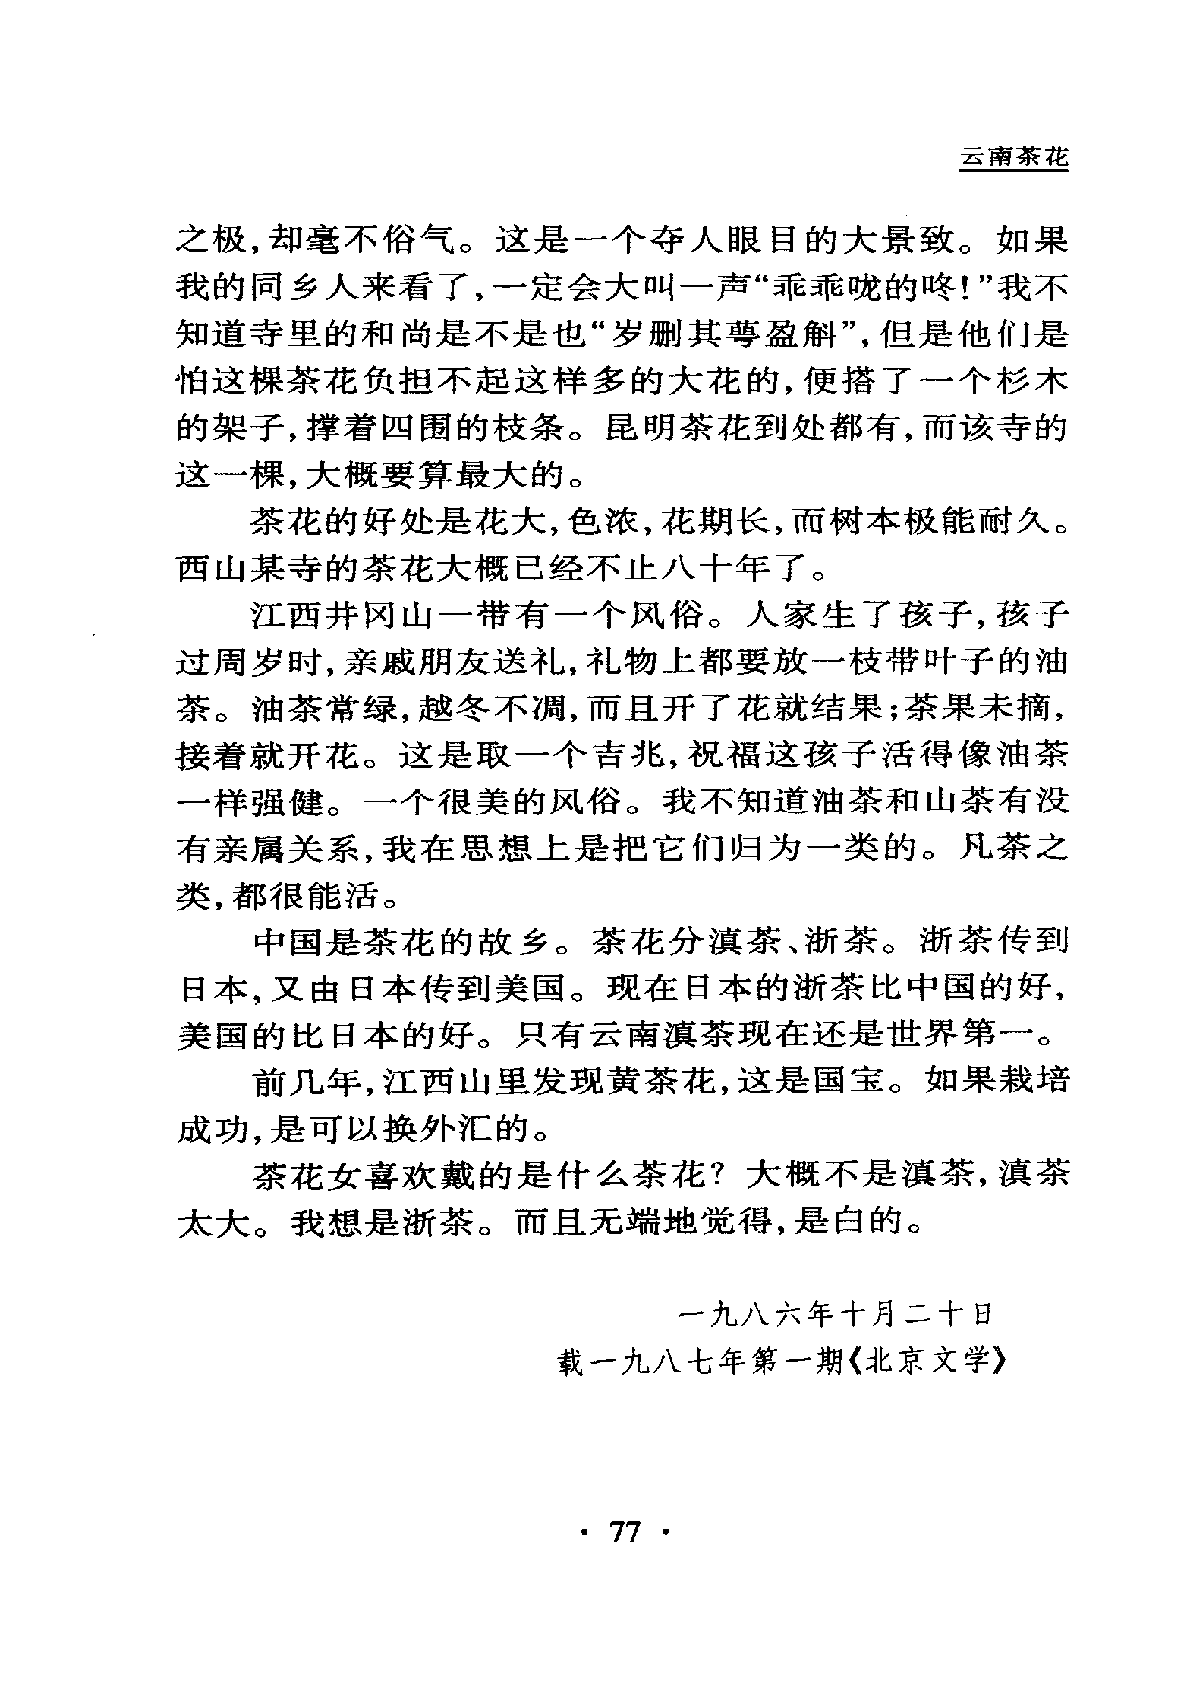 云南茶花
之极，却毫不俗气。这是一个夺人眼目的大景致。如果
我的同乡人来看了，一定会大叫一声“乖乖咙的咚！”我不
知道寺里的和尚是不是也“岁删其萼盈斛”，但是他们是
怕这棵茶花负担不起这样多的大花的，便搭了一个杉木
的架子，撑着四围的枝条。昆明茶花到处都有，而该寺的
这一棵，大概要算最大的。
茶花的好处是花大，色浓，花期长，而树本极能耐久。
西山某寺的茶花大概已经不止八十年了。
江西井冈山一带有一个风俗。人家生了孩子，孩子
过周岁时，亲戚朋友送礼，礼物上都要放一枝带叶子的油
茶。油茶常绿，越冬不凋，而且开了花就结果；茶果未摘，
接着就开花。这是取一个吉兆，祝福这孩子活得像油茶
一样强健。一个很美的风俗。我不知道油茶和山茶有没
有亲属关系，我在思想上是把它们归为一类的。凡茶之
类，都很能活。
中国是茶花的故乡。茶花分滇茶、浙茶。浙茶传到
日本，又由日本传到美国。现在日本的浙茶比中国的好，
美国的比日本的好。只有云南滇茶现在还是世界第一。
前几年，江西山里发现黄茶花，这是国宝。如果栽培
成功，是可以换外汇的。
茶花女喜欢戴的是什么茶花？大概不是滇茶，滇茶
太大。我想是浙茶。而且无端地觉得，是白的。
一九八六年十月二十日
载一九八七年第一期《北京文学》
· 77 ·